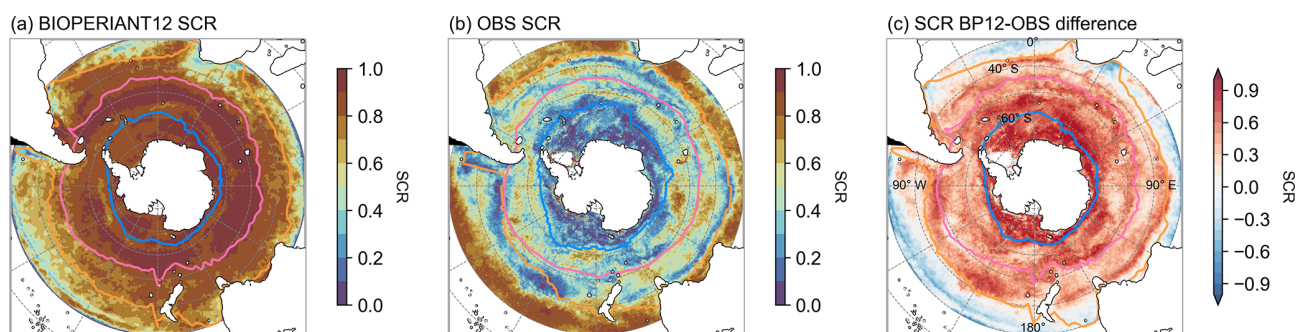 (a) BIOPERIANT12 SCR
1.0
0.8
0.6
0.4
0.2
0.0
SCR
(b) OBS SCR
1.0
0.8
0.6
0.4
0.2
0.0
SCR
(c) SCR BP12-OBS difference
0°
40° S
60° S
90° W
90° E
180°
0.9
0.6
0.3
0.0
−0.3
−0.6
−0.9
SCR